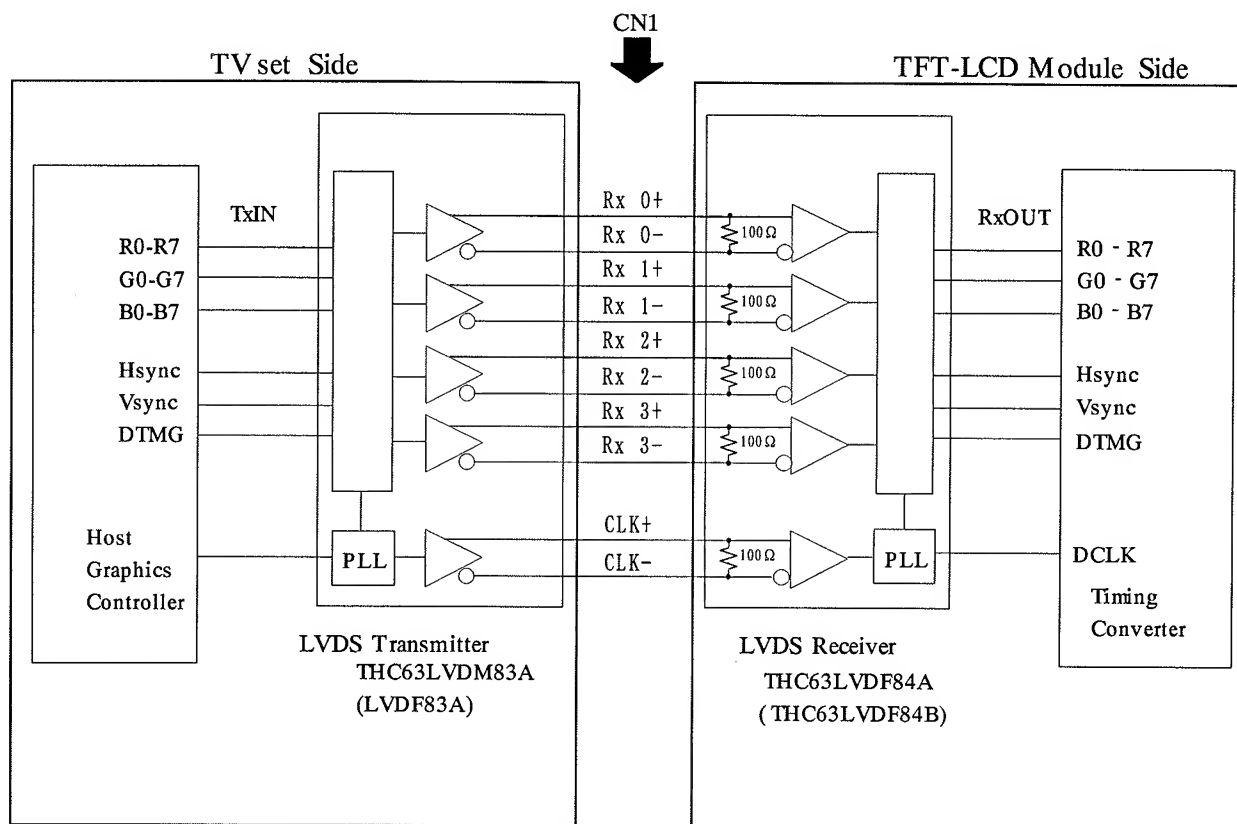 CN1
TV set Side
TFT-LCD Module Side
TxIN
R0-R7
G0-G7
B0-B7
Hsync
Vsync
DTMG
Host
Graphics
Controller
PLL
LVDS Transmitter
THC63LVDM83A
(LVDF83A)
Rx 0+
Rx 0-
Rx 1+
Rx 1-
Rx 2+
Rx 2-
Rx 3+
Rx 3-
CLK+
CLK-
100Ω
100Ω
100Ω
100Ω
100Ω
PLL
LVDS Receiver
THC63LVDF84A
(THC63LVDF84B)
RxOUT
R0 - R7
G0 - G7
B0 - B7
Hsync
Vsync
DTMG
DCLK
Timing
Converter